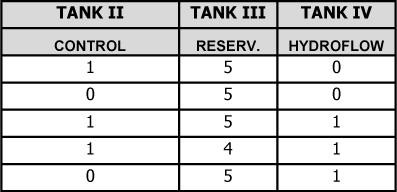 TANK II TANK III TANK IV
CONTROL RESERV. HYDROFLOW
1 5 0
0 5 0
1 5 1
1 4 1
0 5 1